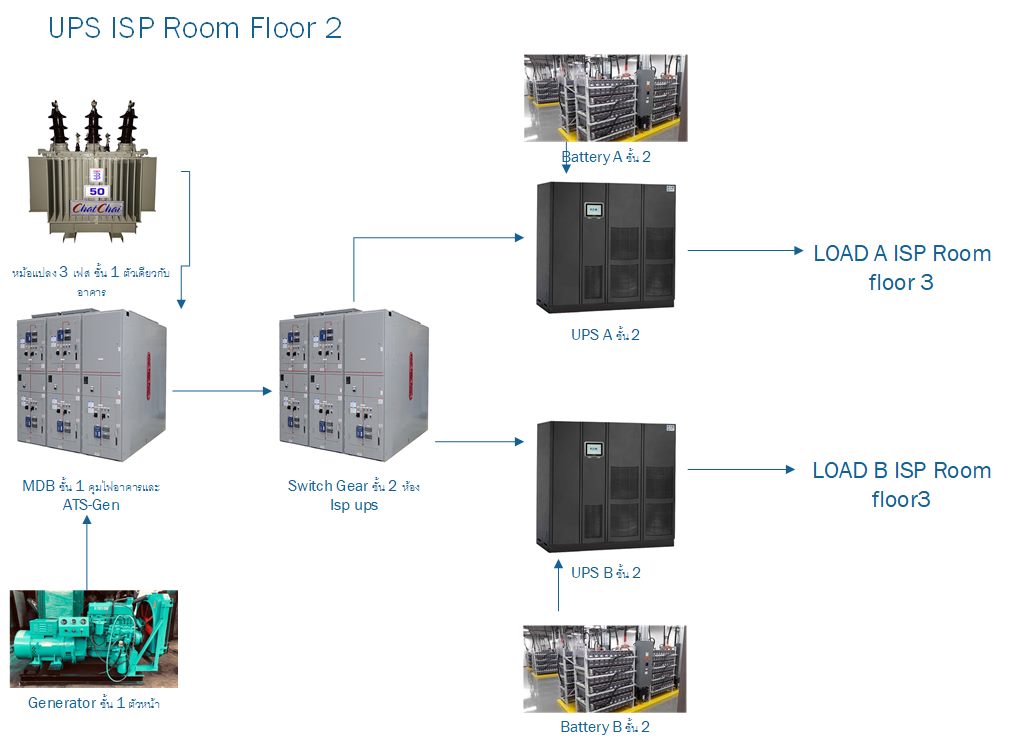 UPS ISP Room Floor 2
Battery A ชั้น 2
50
ChatChai
หม้อแปลง 3 เฟส ชั้น 1 ตัวเดียวกับ
อาคาร
LOAD A ISP Room
floor 3
UPS A ชั้น 2
MDB ชั้น 1 คุมไฟอาคารและ
ATS-Gen
Switch Gear ชั้น 2 ห้อง
Isp ups
LOAD B ISP Room
floor3
UPS B ชั้น 2
Generator ชั้น 1 ตัวหน้า
Battery B ชั้น 2